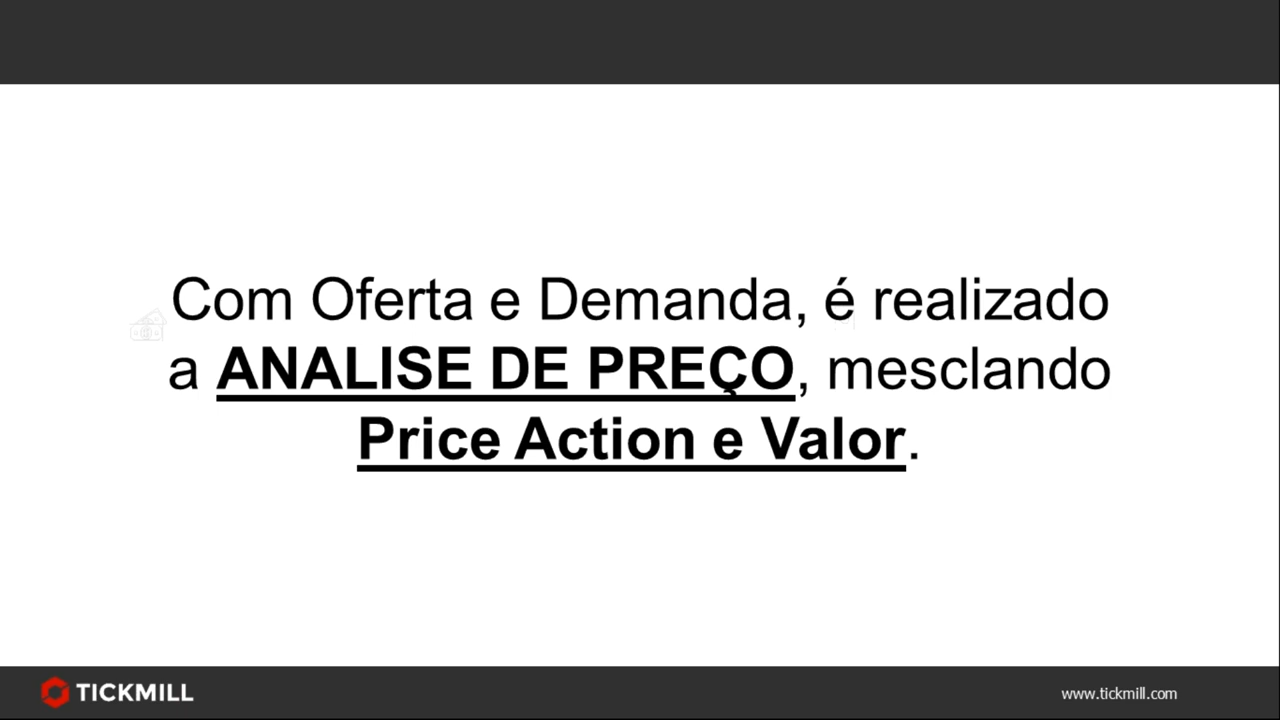 Com Oferta e Demanda, é realizado
a ANALISE DE PREÇO, mesclando
Price Action e Valor.
TICKMILL
www.tickmill.com